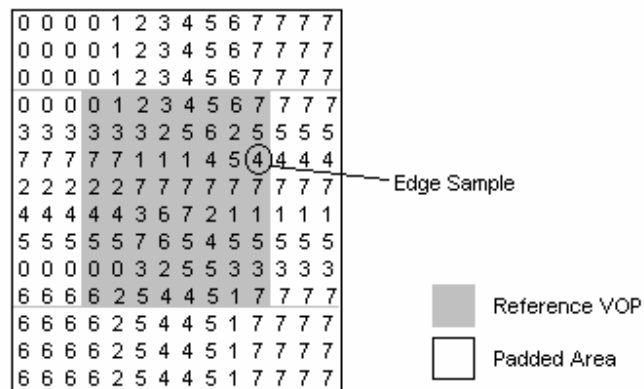 0 0 0 0 1 2 3 4 5 6 7 7 7 7
0 0 0 0 1 2 3 4 5 6 7 7 7 7
0 0 0 0 1 2 3 4 5 6 7 7 7 7
0 0 0 0 1 2 3 4 5 6 7 7 7 7
3 3 3 3 3 3 2 5 6 2 5 5 5 5
7 7 7 7 7 1 1 1 4 5 4 4 4 4
2 2 2 2 2 7 7 7 7 7 7 7 7 7
Edge Sample
4 4 4 4 4 3 6 7 2 1 1 1 1 1
5 5 5 5 7 6 5 4 5 5 5 5 5
0 0 0 0 0 3 2 5 5 3 3 3 3 3
6 6 6 6 2 5 4 4 5 1 7 7 7 7
Reference VOP
6 6 6 6 2 5 4 4 5 1 7 7 7 7
6 6 6 6 2 5 4 4 5 1 7 7 7 7
Padded Area
6 6 6 6 2 5 4 4 5 1 7 7 7 7